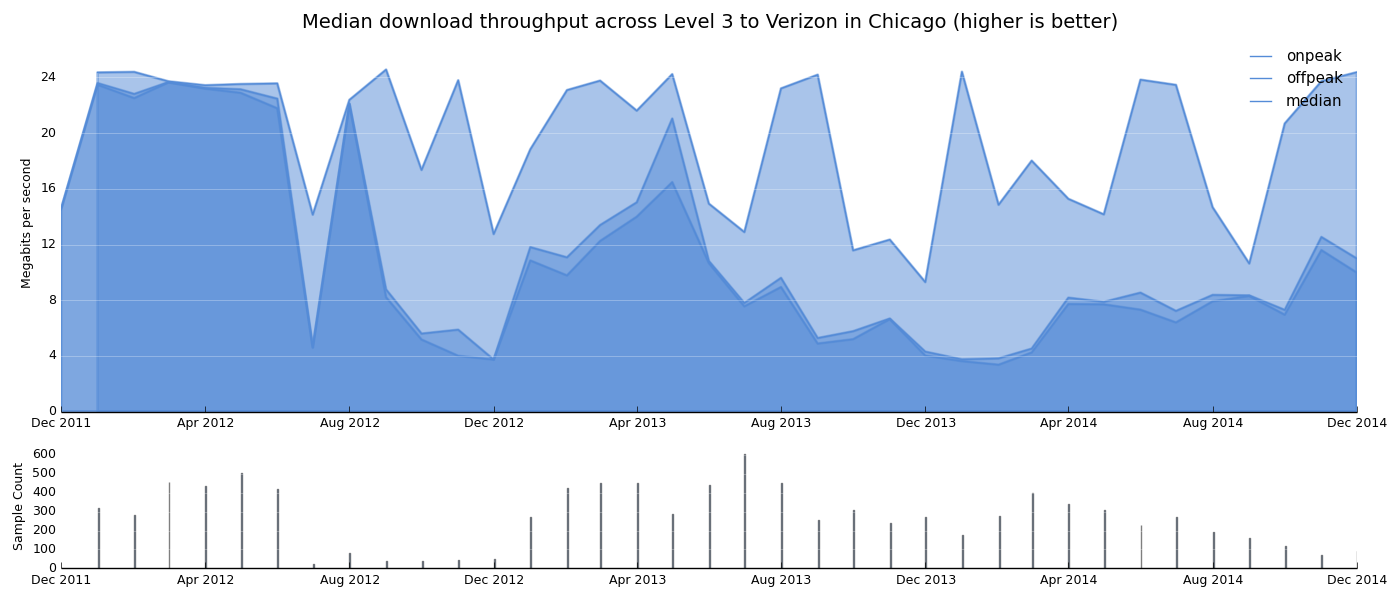 Median download throughput across Level 3 to Verizon in Chicago (higher is better)
onpeak
offpeak
median
Megabits per second
24
20
16
12
8
4
0
Dec 2011 Apr 2012 Aug 2012 Dec 2012 Apr 2013 Aug 2013 Dec 2013 Apr 2014 Aug 2014 Dec 2014
Sample Count
600
500
400
300
200
100
0
Dec 2011 Apr 2012 Aug 2012 Dec 2012 Apr 2013 Aug 2013 Dec 2013 Apr 2014 Aug 2014 Dec 2014